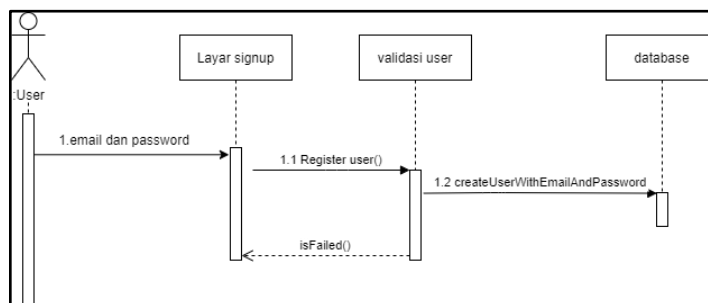 Layar signup
validasi user
database
:User
1.email dan password
1.1 Register user()
1.2 createUserWithEmailAndPassword
isFailed()